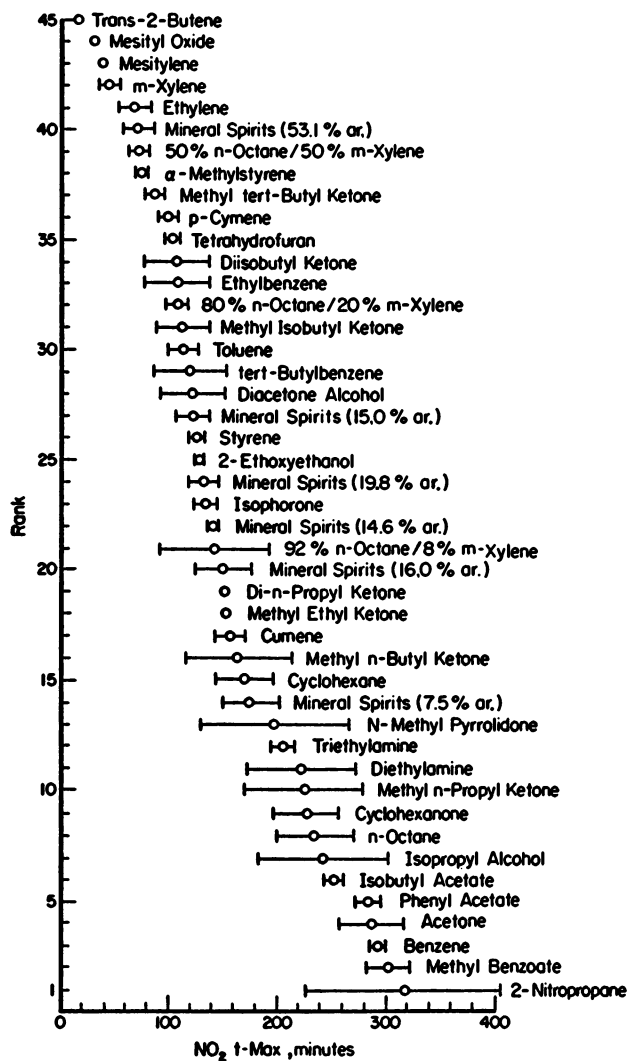 45 Trans-2-Butene
Mesityl Oxide
Mesitylene
m-Xylene
Ethylene
40 Mineral Spirits (53.1 % ar.)
50% n-Octane/50% m-Xylene
α-Methylstyrene
Methyl tert-Butyl Ketone
p-Cymene
35 Tetrahydrofuran
Diisobutyl Ketone
Ethylbenzene
80% n-Octane/20% m-Xylene
Methyl Isobutyl Ketone
30 Toluene
tert-Butylbenzene
Diacetone Alcohol
Mineral Spirits (15.0 % ar.)
Styrene
25 2-Ethoxyethanol
Mineral Spirits (19.8 % ar.)
Isophorone
Mineral Spirits (14.6 % ar.)
92 % n-Octane/8% m-Xylene
20 Mineral Spirits (16.0 % ar.)
Di-n-Propyl Ketone
Methyl Ethyl Ketone
Cumene
Methyl n-Butyl Ketone
15 Cyclohexane
Mineral Spirits (7.5 % ar.)
N-Methyl Pyrrolidone
Triethylamine
Diethylamine
10 Methyl n-Propyl Ketone
Cyclohexanone
n-Octane
Isopropyl Alcohol
Isobutyl Acetate
5 Phenyl Acetate
Acetone
Benzene
Methyl Benzoate
1 2-Nitropropane
Rank
0 100 200 300 400
NO₂ t-Max, minutes